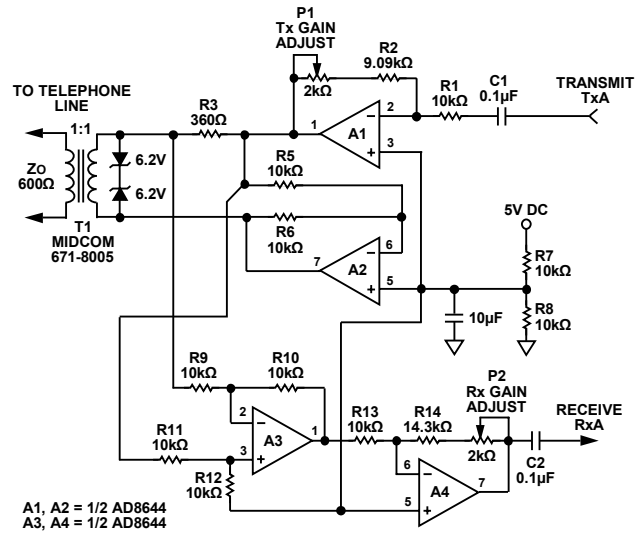 P1
Tx GAIN
ADJUST
2kΩ
R2
9.09kΩ
R1
10kΩ
C1
0.1µF
TRANSMIT
TxA
TO TELEPHONE
LINE
1:1
R3
360Ω
1
A1
2
3
6.2V
6.2V
ZO
600Ω
T1
MIDCOM
671-8005
R5
10kΩ
R6
10kΩ
7
A2
6
5
5V DC
R7
10kΩ
R8
10kΩ
10µF
R9
10kΩ
R10
10kΩ
2
3
A3
1
R11
10kΩ
R12
10kΩ
R13
10kΩ
R14
14.3kΩ
P2
Rx GAIN
ADJUST
2kΩ
RECEIVE
RxA
C2
0.1µF
6
5
A4
7
A1, A2 = 1/2 AD8644
A3, A4 = 1/2 AD8644